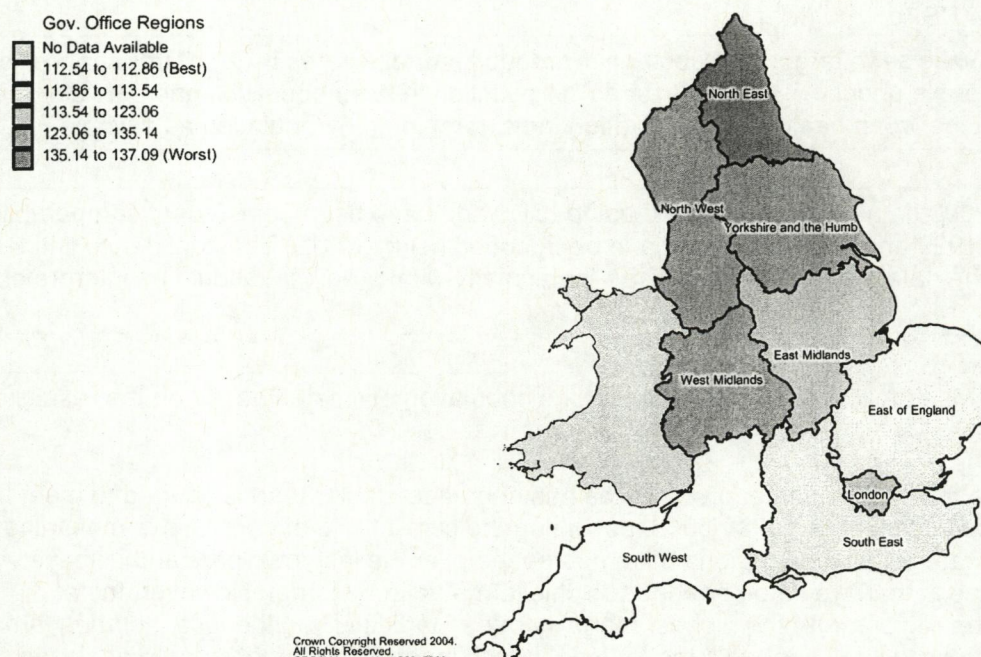 Gov. Office Regions
No Data Available
112.54 to 112.86 (Best)
112.86 to 113.54
113.54 to 123.06
123.06 to 135.14
135.14 to 137.09 (Worst)
North East
North West
Yorkshire and the Humb
East Midlands
West Midlands
East of England
London
South East
South West
Crown Copyright Reserved 2004.
All Rights Reserved.